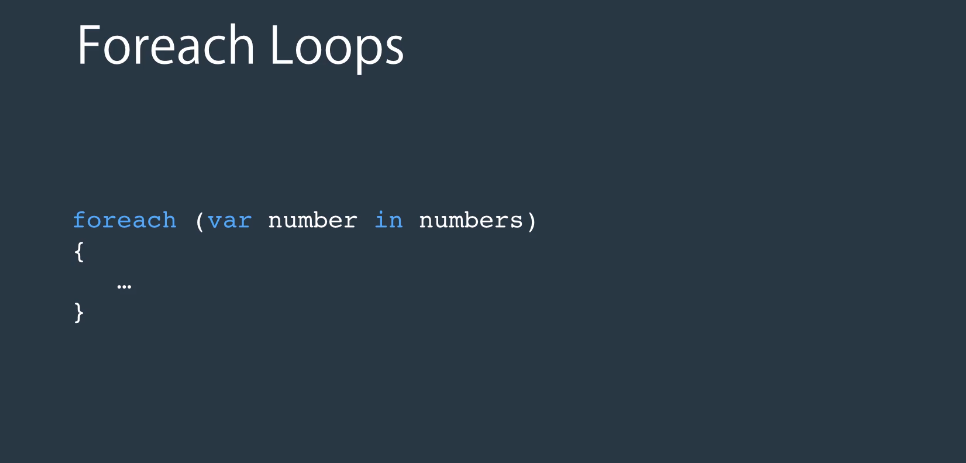 Foreach Loops
foreach (var number in numbers)
{
…
}